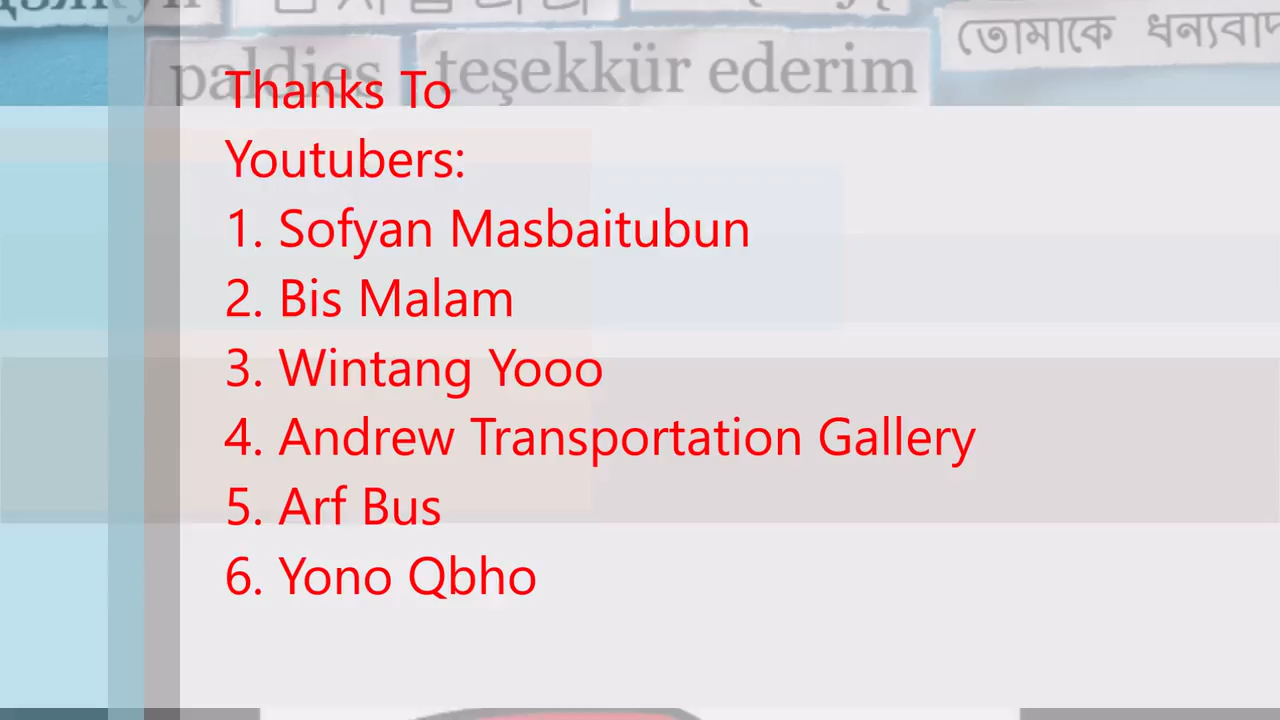 paldies teşekkür ederim
তোমাকে ধন্যবাদ
Thanks To
Youtubers:
1. Sofyan Masbaitubun
2. Bis Malam
3. Wintang Yooo
4. Andrew Transportation Gallery
5. Arf Bus
6. Yono Qbho